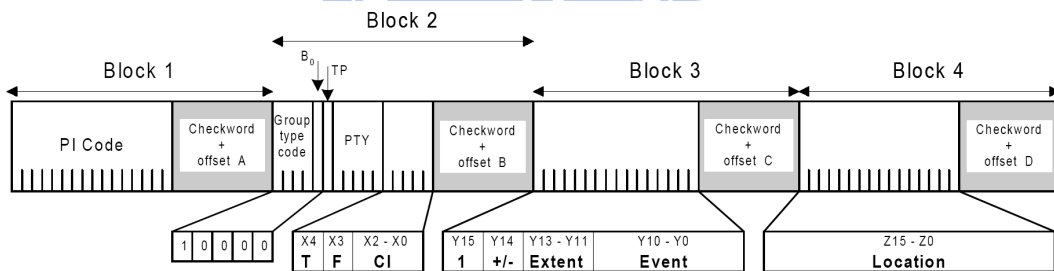 Block 2
B0 TP
Block 1 Block 3 Block 4
PI Code
Checkword + offset A
Group type code
PTY
Checkword + offset B
Checkword + offset C
Checkword + offset D
1 0 0 0 0
X4 X3 X2 - X0
T F CI
Y15 Y14 Y13 - Y11 Y10 - Y0
1 +/- Extent Event
Z15 - Z0
Location